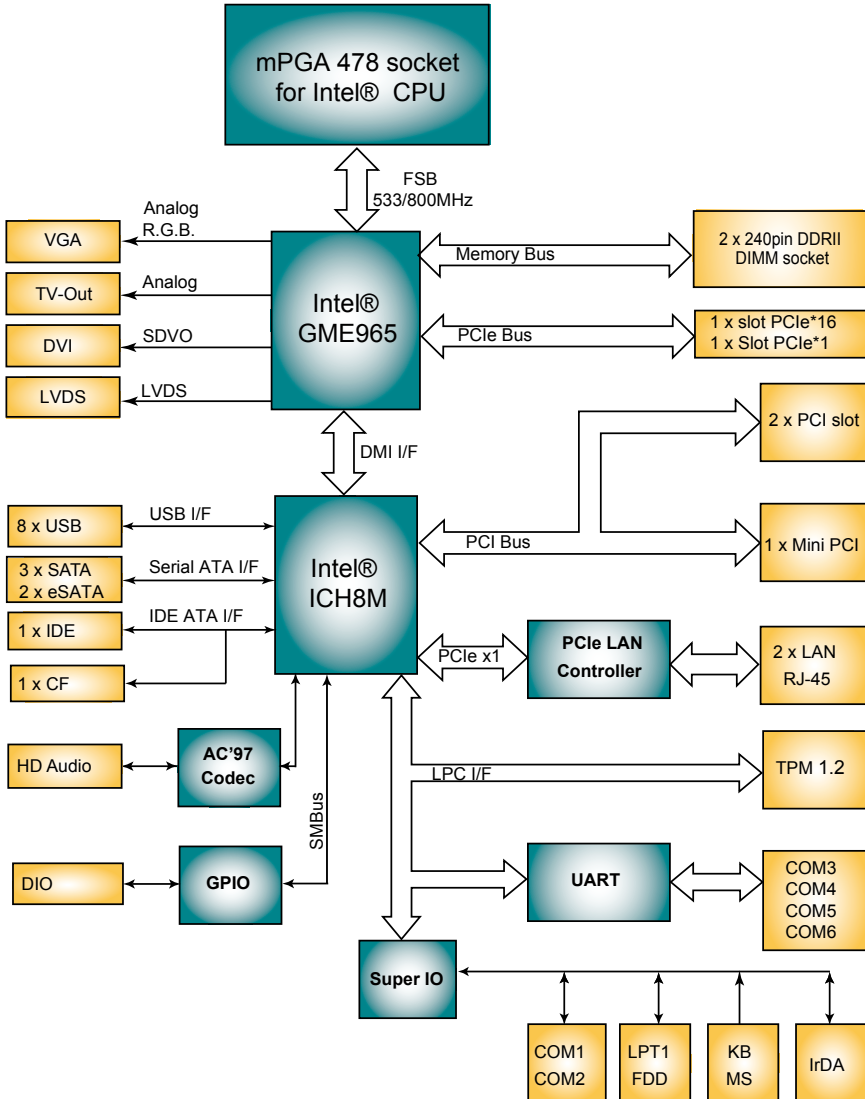 mPGA 478 socket
for Intel® CPU
FSB
533/800MHz
Analog
R.G.B.
VGA
TV-Out
Analog
DVI
SDVO
LVDS
LVDS
Intel®
GME965
Memory Bus
2 x 240pin DDRII
DIMM socket
PCIe Bus
1 x slot PCIe*16
1 x Slot PCIe*1
DMI I/F
2 x PCI slot
8 x USB
USB I/F
3 x SATA
2 x eSATA
Serial ATA I/F
1 x IDE
IDE ATA I/F
1 x CF
Intel®
ICH8M
PCI Bus
1 x Mini PCI
PCIe x1
PCIe LAN
Controller
2 x LAN
RJ-45
HD Audio
AC'97
Codec
SMBus
LPC I/F
TPM 1.2
DIO
GPIO
UART
COM3
COM4
COM5
COM6
Super IO
COM1
COM2
LPT1
FDD
KB
MS
IrDA